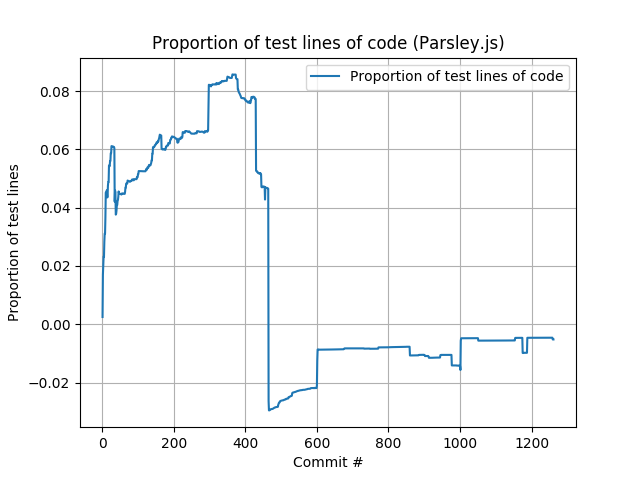 Proportion of test lines of code (Parsley.js)
Proportion of test lines of code
0.08
0.06
0.04
0.02
0.00
−0.02
Proportion of test lines
0 200 400 600 800 1000 1200
Commit #